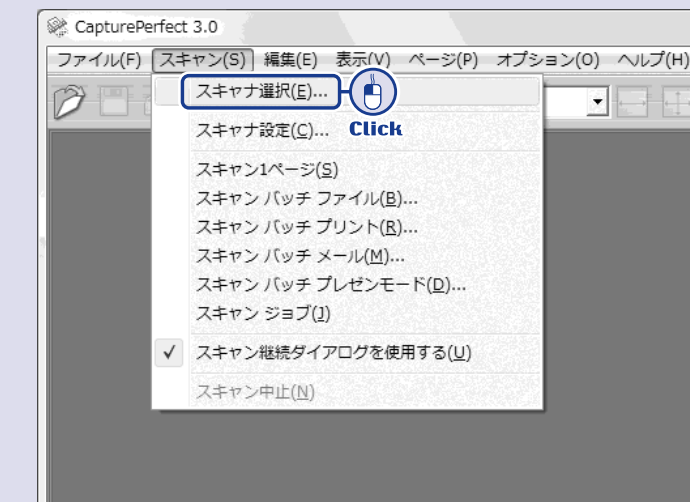 CapturePerfect 3.0
ファイル(F) スキャン(S) 編集(E) 表示(V) ページ(P) オプション(O) ヘルプ(H)
スキャナ選択(E)...
Click
スキャナ設定(C)...
スキャン1ページ(S)
スキャン バッチ ファイル(B)...
スキャン バッチ プリント(R)...
スキャン バッチ メール(M)...
スキャン バッチ プレゼンモード(D)...
スキャン ジョブ(J)
スキャン継続ダイアログを使用する(U)
スキャン中止(N)